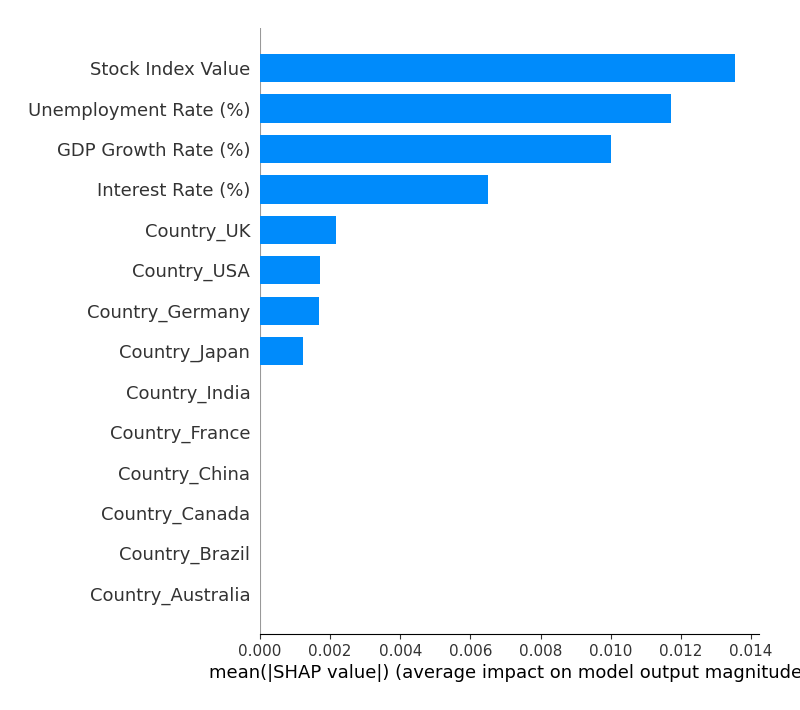 Stock Index Value
Unemployment Rate (%)
GDP Growth Rate (%)
Interest Rate (%)
Country_UK
Country_USA
Country_Germany
Country_Japan
Country_India
Country_France
Country_China
Country_Canada
Country_Brazil
Country_Australia
0.000 0.002 0.004 0.006 0.008 0.010 0.012 0.014
mean(|SHAP value|) (average impact on model output magnitude